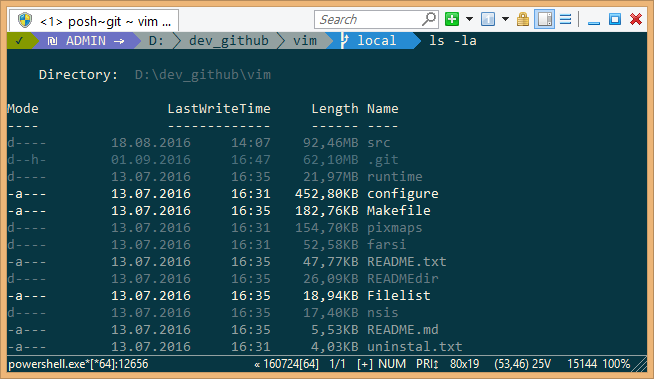 <1> posh~git ~ vim ...
Search
✓ ₪ ADMIN → D: dev_github vim local ls -la
Directory: D:\dev_github\vim
Mode LastWriteTime Length Name
---- ------------- ------ ----
d---- 18.08.2016 14:07 92,46MB src
d--h- 01.09.2016 16:47 62,10MB .git
d---- 13.07.2016 16:35 21,97MB runtime
-a--- 13.07.2016 16:31 452,80KB configure
-a--- 13.07.2016 16:35 182,76KB Makefile
d---- 13.07.2016 16:31 154,70KB pixmaps
d---- 13.07.2016 16:31 52,58KB farsi
-a--- 13.07.2016 16:35 47,77KB README.txt
d---- 13.07.2016 16:35 26,09KB READMEdir
-a--- 13.07.2016 16:35 18,94KB Filelist
d---- 13.07.2016 16:35 17,40KB nsis
-a--- 13.07.2016 16:35 5,53KB README.md
-a--- 13.07.2016 16:31 4,03KB uninstal.txt
powershell.exe*[*64]:12656 « 160724[64] 1/1 [+] NUM PRI↕ 80x19 (53,46) 25V 15144 100%